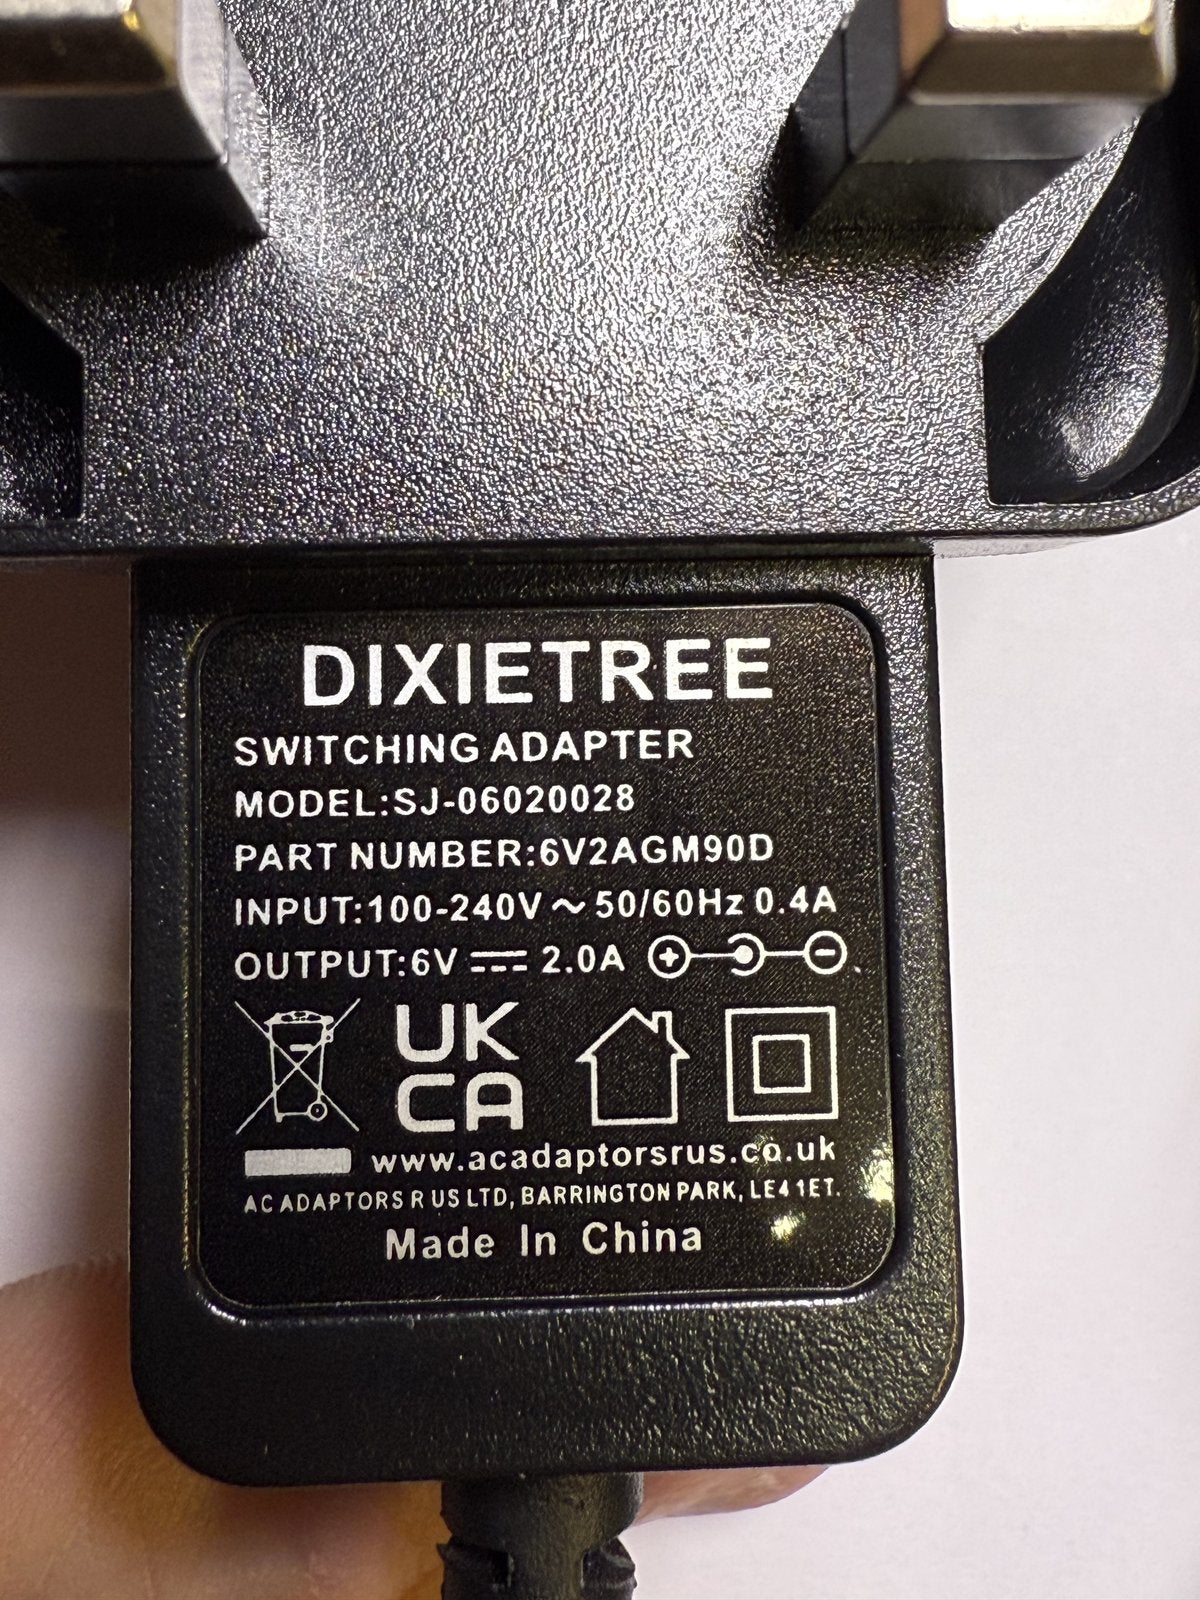 DIXIETREE
SWITCHING ADAPTER
MODEL:SJ-06020028
PART NUMBER:6V2AGM90D
INPUT:100-240V ~ 50/60Hz 0.4A
OUTPUT:6V ⎓ 2.0A + -.
UK
CA
www.acadaptorsrus.co.uk
AC ADAPTORS R US LTD, BARRINGTON PARK, LE4 1ET.
Made In China